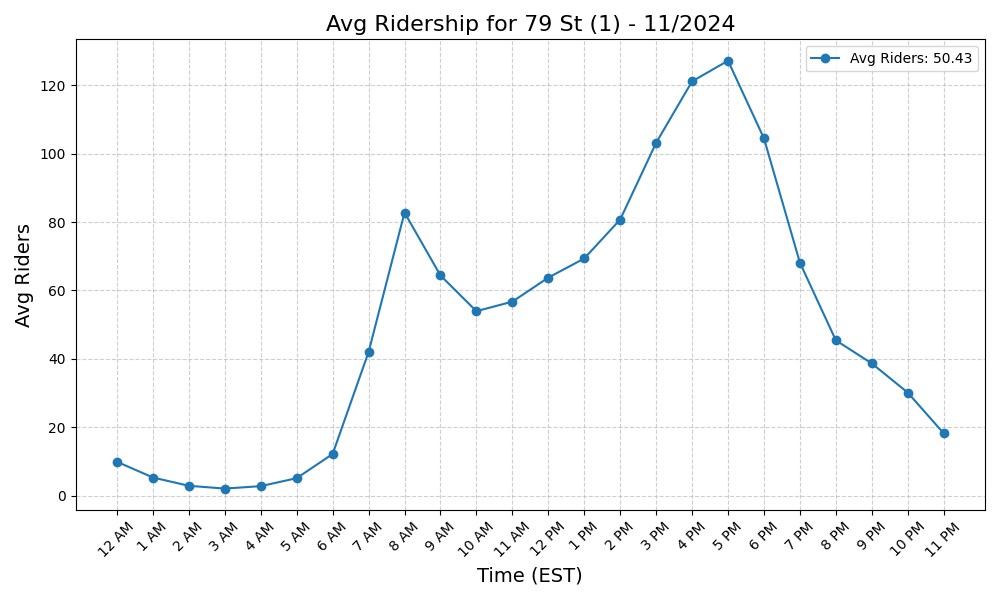 Avg Ridership for 79 St (1) - 11/2024
Avg Riders: 50.43
Avg Riders
120
100
80
60
40
20
0
12 AM
1 AM
2 AM
3 AM
4 AM
5 AM
6 AM
7 AM
8 AM
9 AM
10 AM
11 AM
12 PM
1 PM
2 PM
3 PM
4 PM
5 PM
6 PM
7 PM
8 PM
9 PM
10 PM
11 PM
Time (EST)